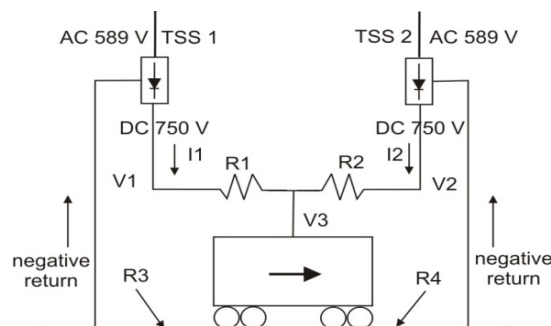 AC 589 V TSS 1
TSS 2 AC 589 V
DC 750 V
DC 750 V
I1
I2
R1
R2
V1
V2
V3
negative
return
negative
return
R3
R4